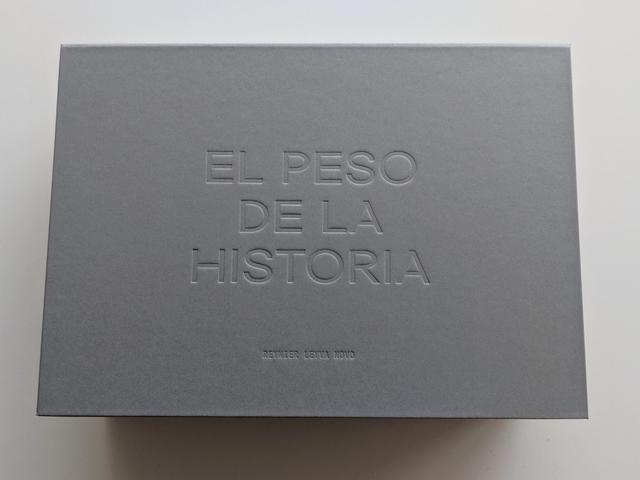 EL PESO
DE LA
HISTORIA
REYNIER LEYVA NOVO